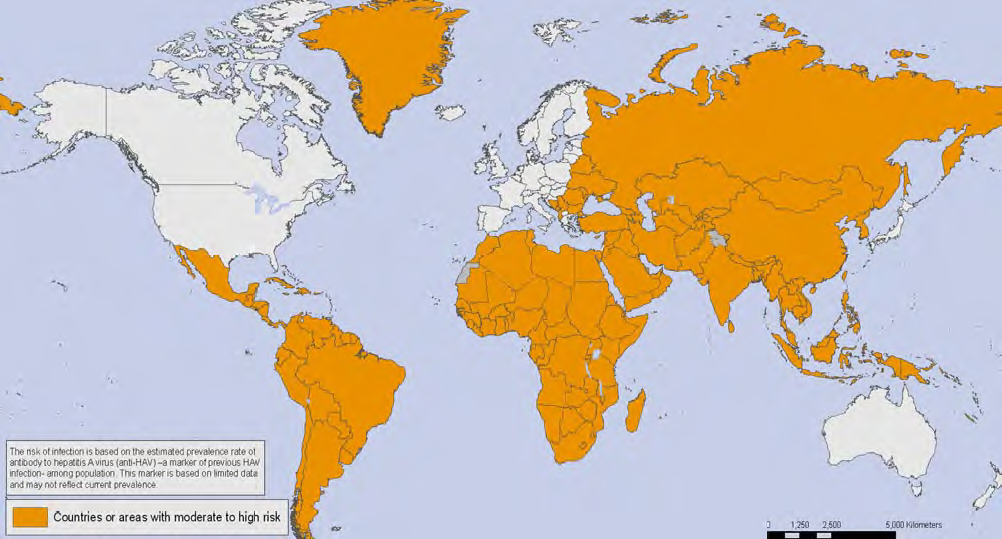 The risk of infection is based on the estimated prevalence rate of
antibody to hepatitis A virus (anti-HAV) –a marker of previous HAV
infection- among population. This marker is based on limited data
and may not reflect current prevalence.
Countries or areas with moderate to high risk
0 1,250 2,500 5,000 Kilometers